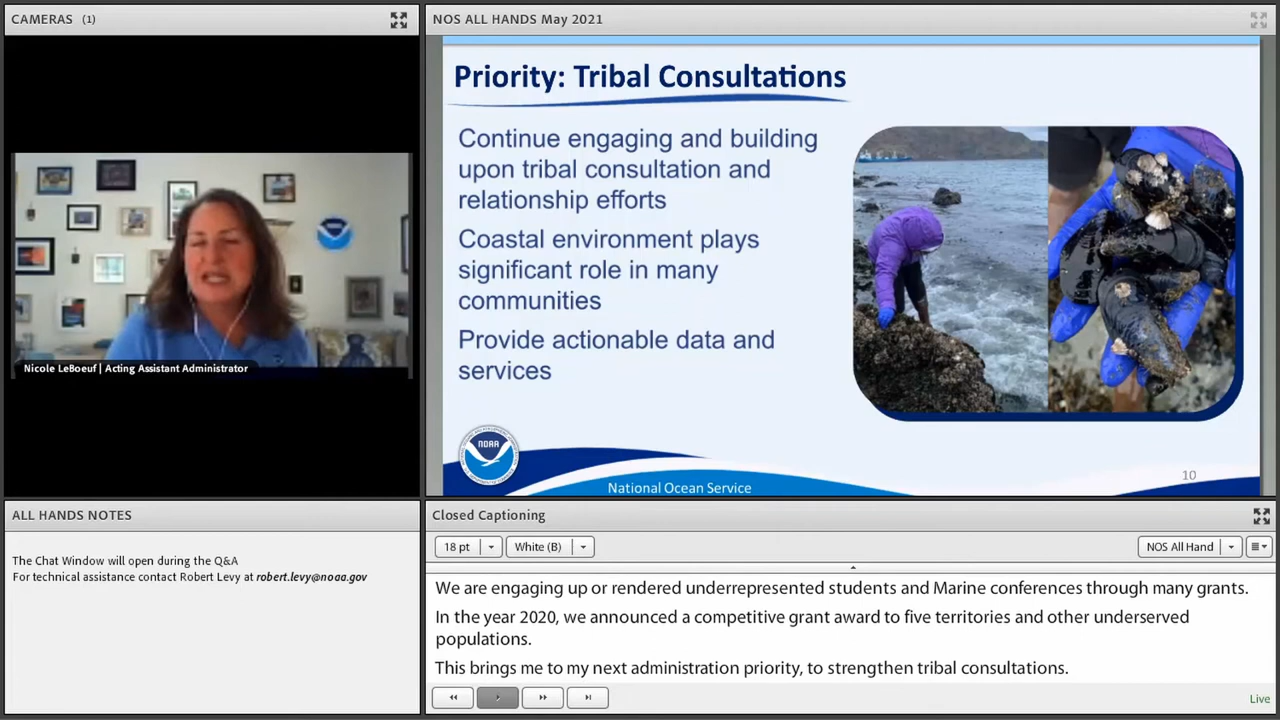 CAMERAS (1)
Nicole LeBoeuf | Acting Assistant Administrator
NOS ALL HANDS May 2021
Priority: Tribal Consultations
Continue engaging and building
upon tribal consultation and
relationship efforts
Coastal environment plays
significant role in many
communities
Provide actionable data and
services
NOAA
National Ocean Service
10
ALL HANDS NOTES
The Chat Window will open during the Q&A
For technical assistance contact Robert Levy at robert.levy@noaa.gov
Closed Captioning
18 pt
White (B)
NOS All Hand
We are engaging up or rendered underrepresented students and Marine conferences through many grants.
In the year 2020, we announced a competitive grant award to five territories and other underserved
populations.
This brings me to my next administration priority, to strengthen tribal consultations.
Live